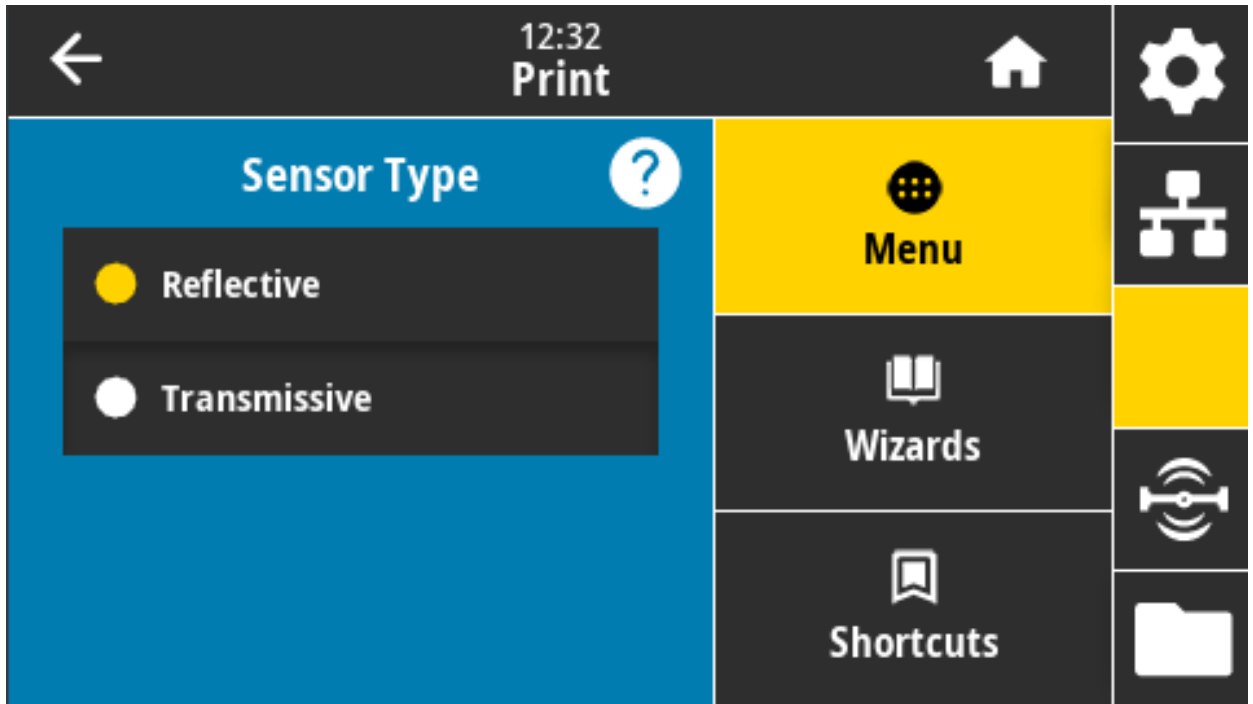 12:32
Print
Sensor Type
?
Reflective
Transmissive
Menu
Wizards
Shortcuts